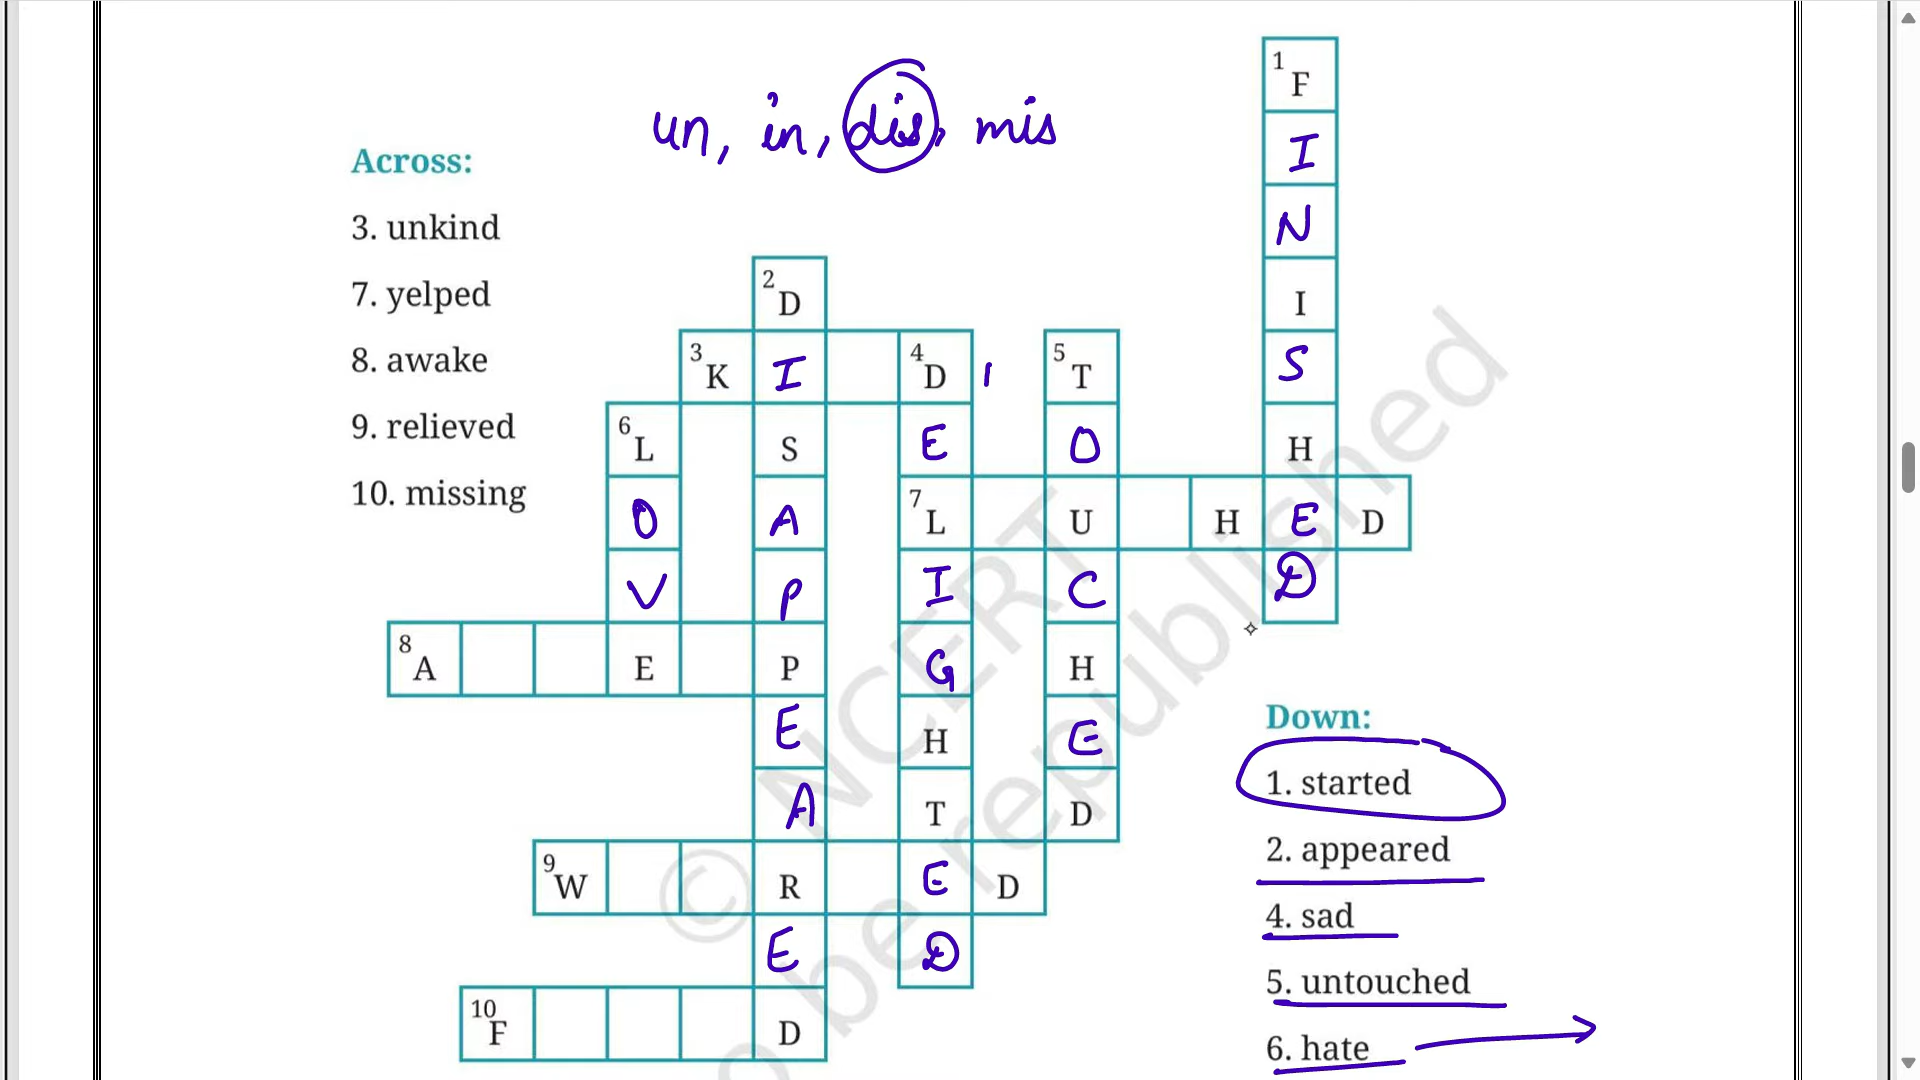 un, in, dis, mis
Across:
3. unkind
7. yelped
8. awake
9. relieved
10. missing
1 F
I
N
2 D I
3 K I 4 D 5 T S
6 L S E O H
O A 7 L U H E D
V P I C D
8 A E P G H
E H E
A T D
9 W R E D
E D
10 F D
Down:
1. started
2. appeared
4. sad
5. untouched
6. hate
© NCERT
o be republished